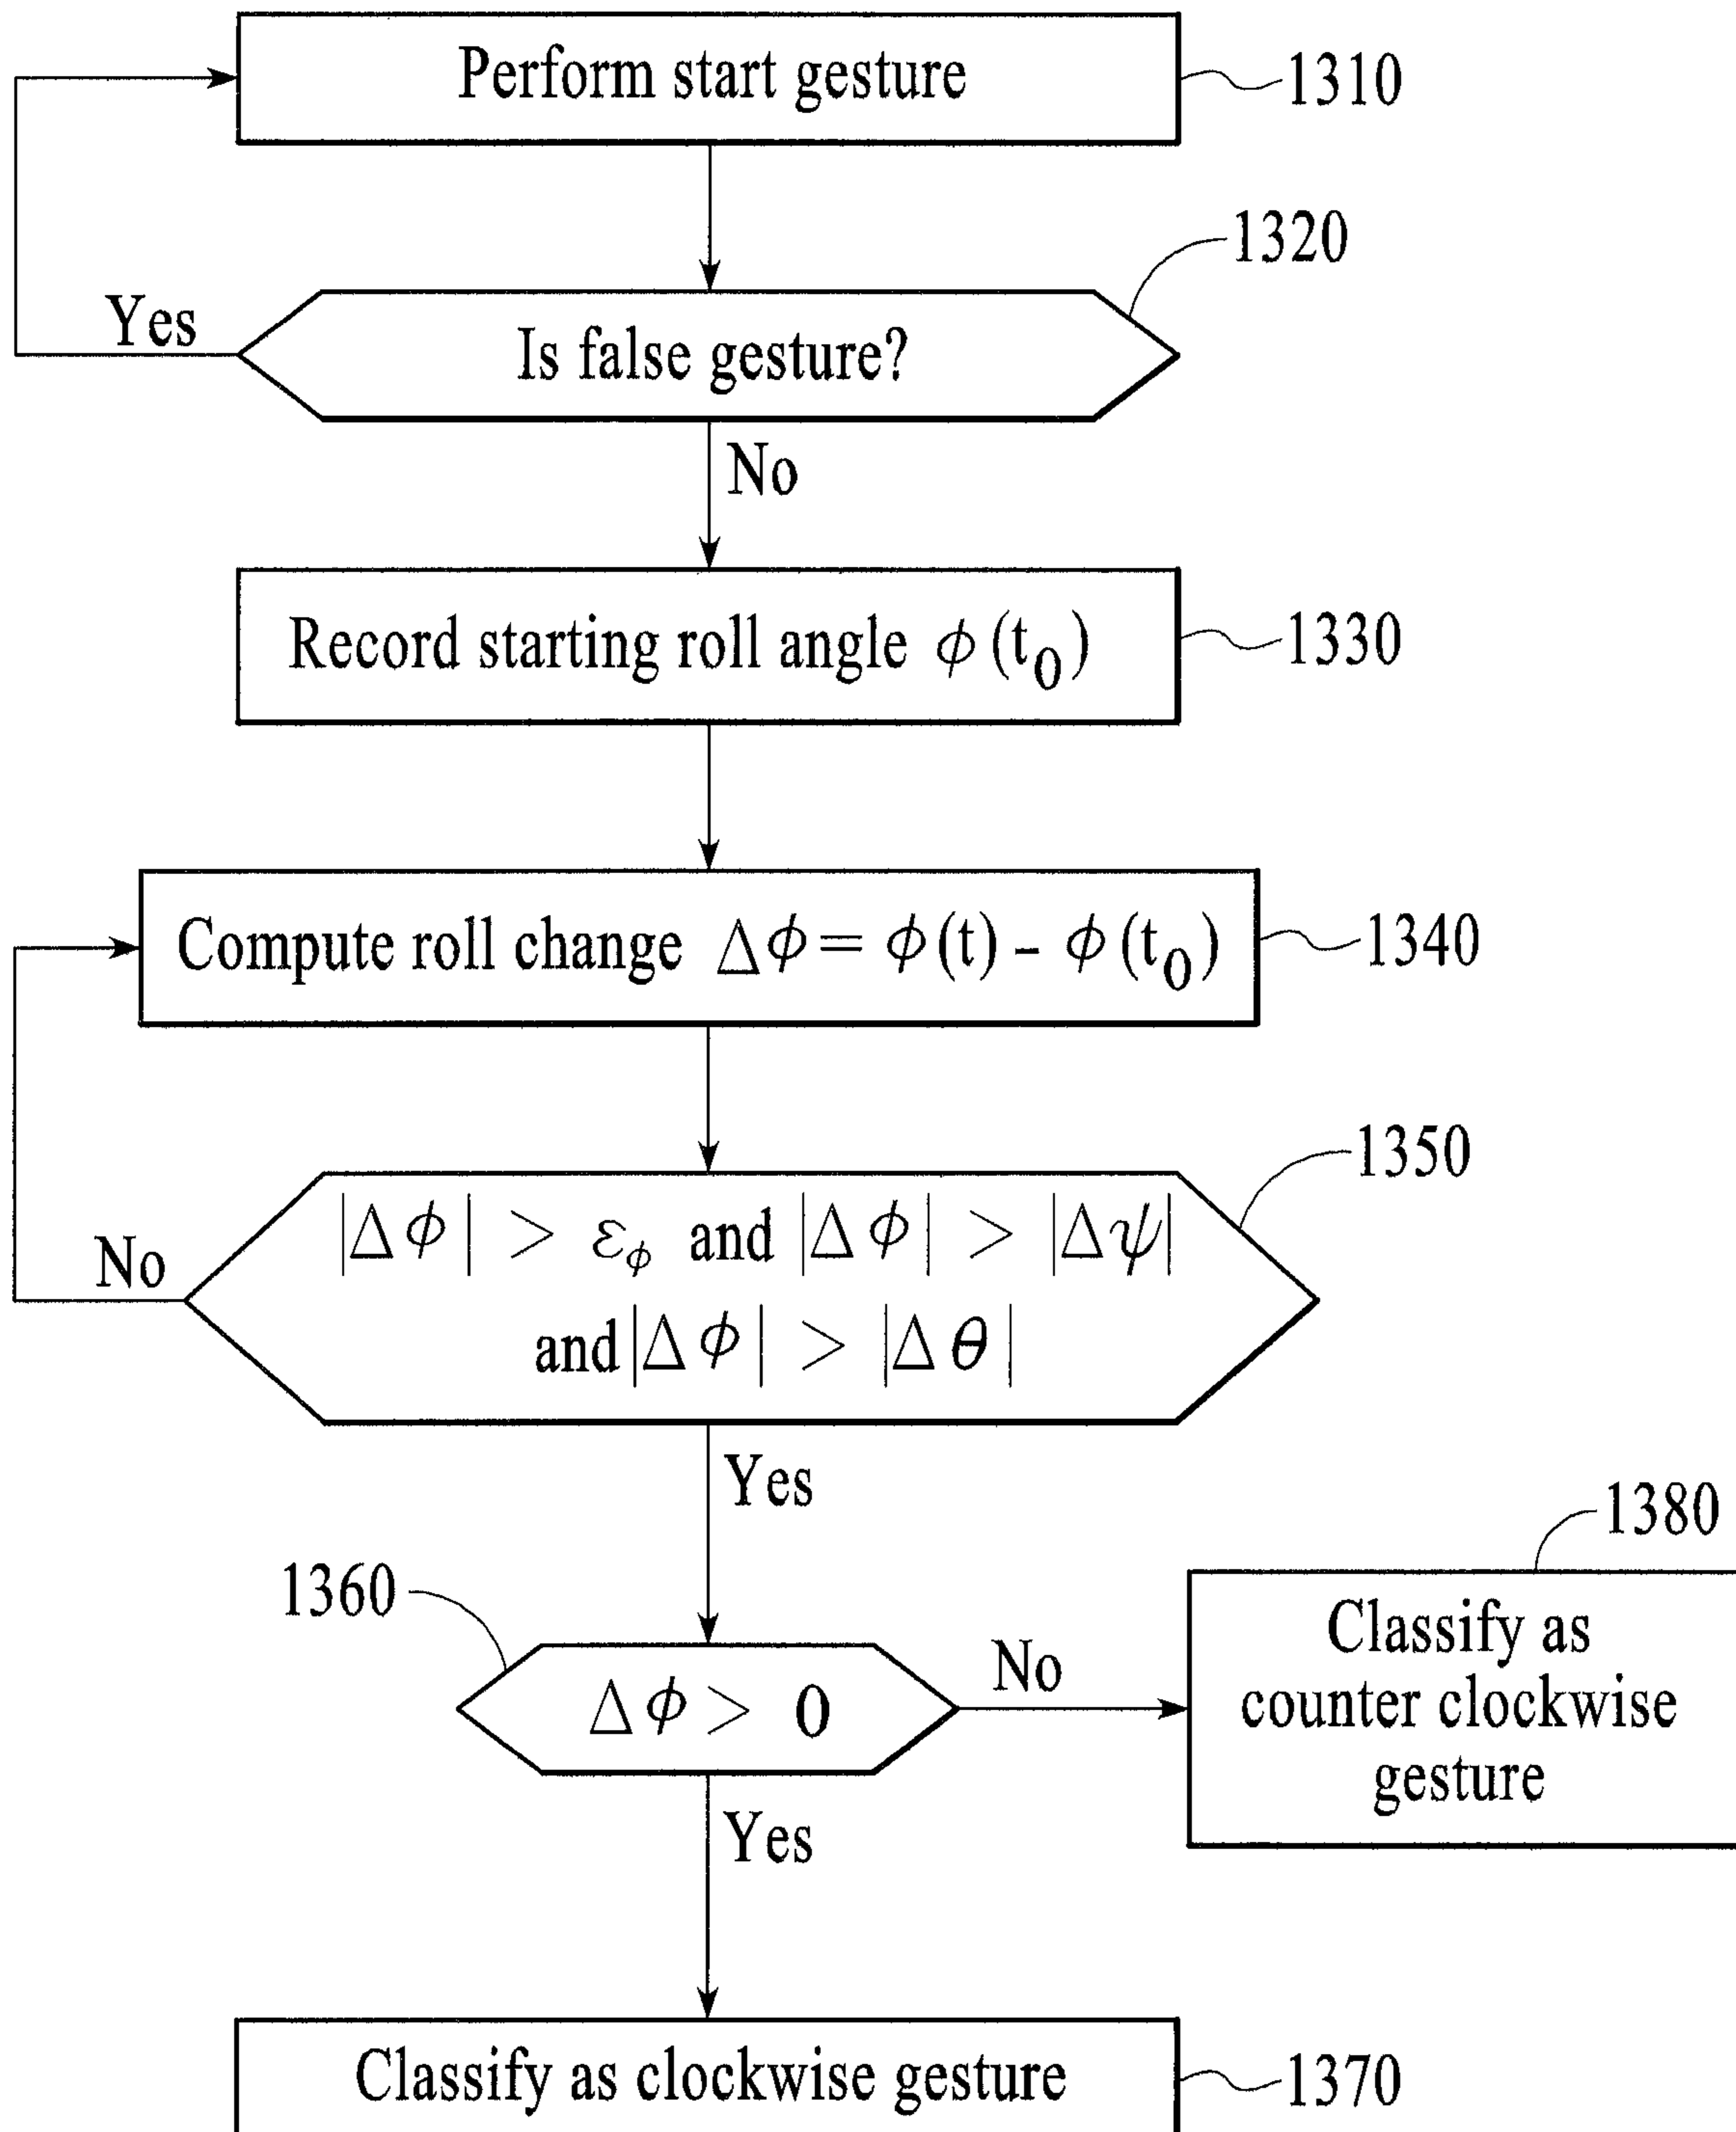 Perform start gesture
1310
1320
Yes
Is false gesture?
No
Record starting roll angle ϕ(t₀)
1330
Compute roll change Δϕ = ϕ(t) - ϕ(t₀)
1340
1350
|Δϕ| > ε_ϕ and |Δϕ| > |Δψ|
No
and |Δϕ| > |Δθ|
Yes
1380
1360
Classify as
No
counter clockwise
Δϕ > 0
gesture
Yes
Classify as clockwise gesture
1370